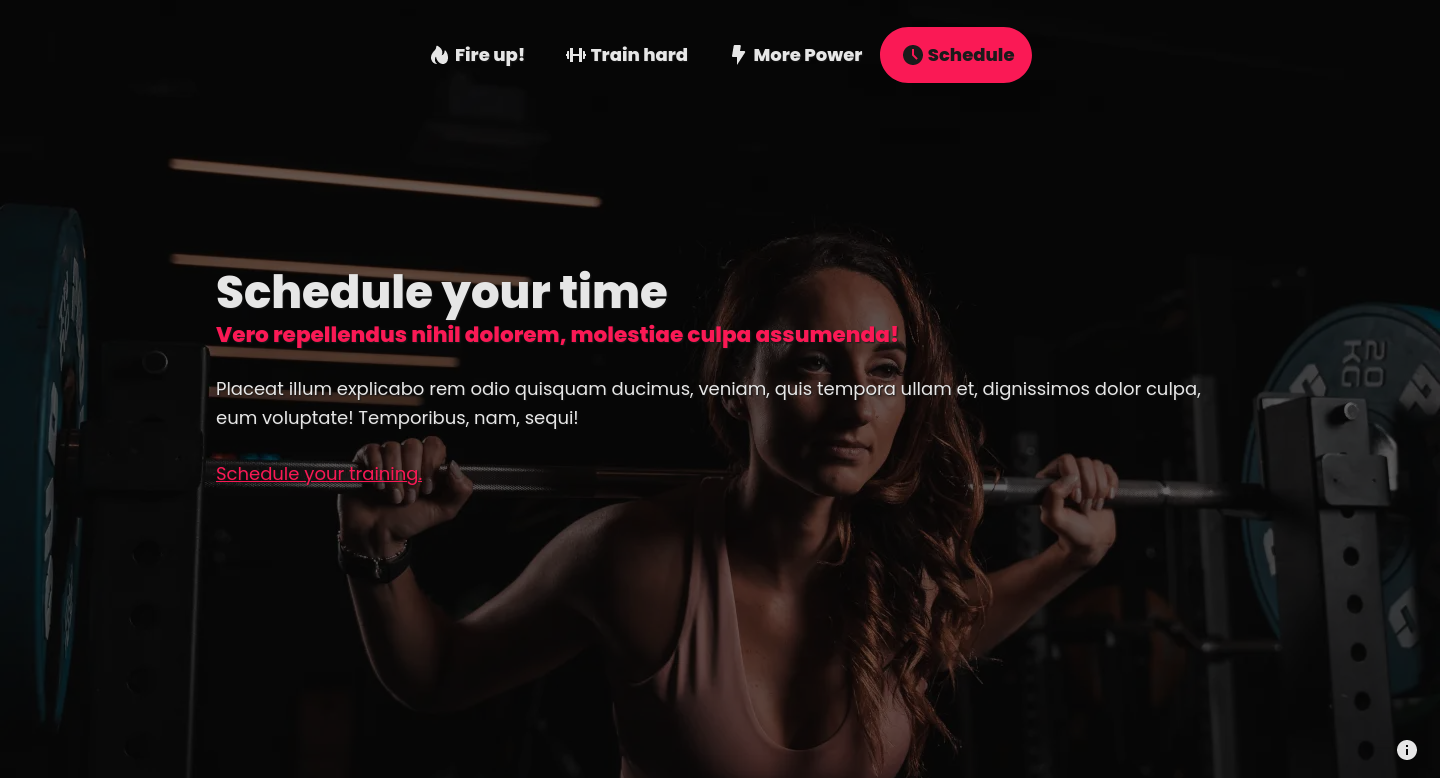 Fire up!
Train hard
More Power
Schedule
Schedule your time
Vero repellendus nihil dolorem, molestiae culpa assumenda!
Placeat illum explicabo rem odio quisquam ducimus, veniam, quis tempora ullam et, dignissimos dolor culpa,
eum voluptate! Temporibus, nam, sequi!
Schedule your training.
20
KG